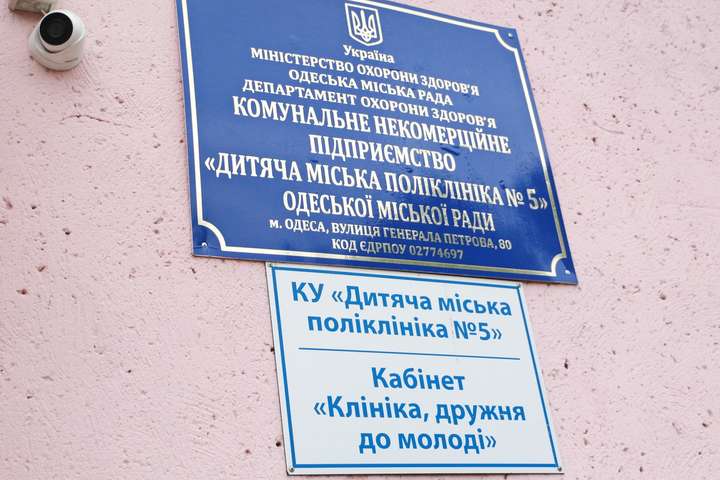 Україна
МІНІСТЕРСТВО ОХОРОНИ ЗДОРОВ'Я
ОДЕСЬКА МІСЬКА РАДА
ДЕПАРТАМЕНТ ОХОРОНИ ЗДОРОВ'Я
КОМУНАЛЬНЕ НЕКОМЕРЦІЙНЕ
ПІДПРИЄМСТВО
«ДИТЯЧА МІСЬКА ПОЛІКЛІНІКА № 5»
ОДЕСЬКОЇ МІСЬКОЇ РАДИ
М. ОДЕСА, ВУЛИЦЯ ГЕНЕРАЛА ПЕТРОВА, 80
КОД ЄДРПОУ 02774697
КУ «Дитяча міська
поліклініка №5»
Кабінет
«Клініка, дружня
до молоді»